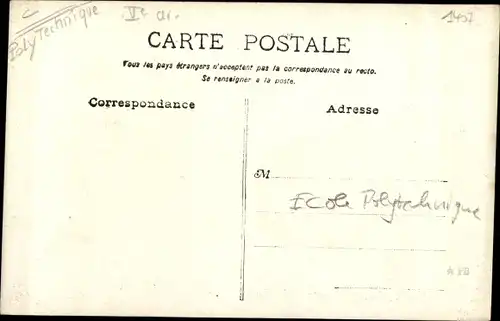 PolyTechnique
Ve ar.
1407
CARTE POSTALE
Tous les pays étrangers n'acceptent pas la correspondance au recto.
Se renseigner à la poste.
Correspondance
Adresse
M
Ecole Polytechnique